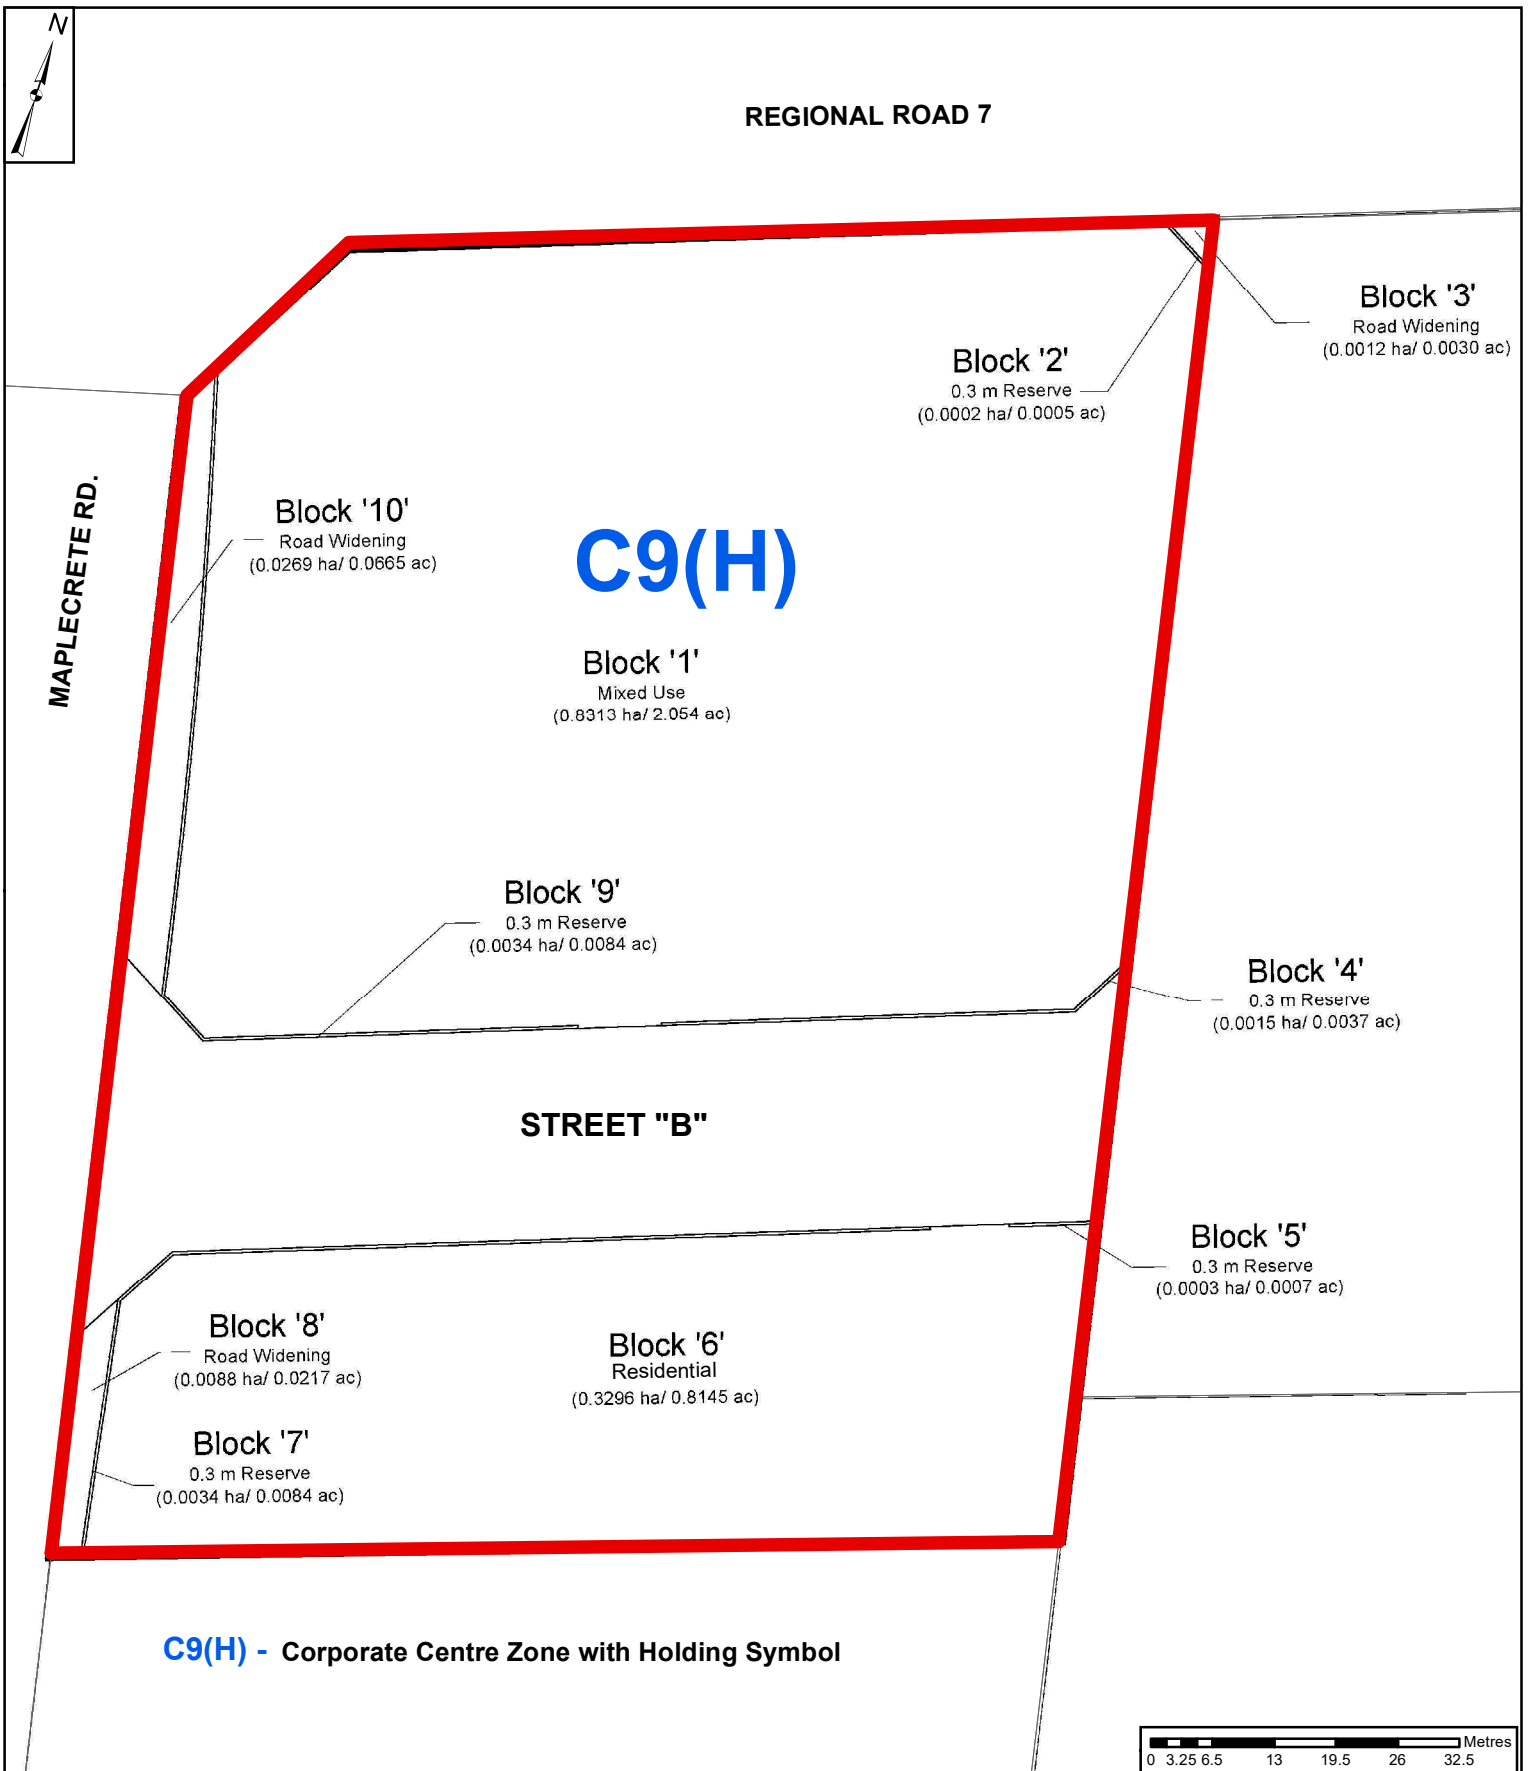 N
REGIONAL ROAD 7
Block '3'
Road Widening
(0.0012 ha/ 0.0030 ac)
Block '2'
0.3 m Reserve
(0.0002 ha/ 0.0005 ac)
MAPLECRETE RD.
Block '10'
Road Widening
(0.0269 ha/ 0.0665 ac)
C9(H)
Block '1'
Mixed Use
(0.8313 ha/ 2.054 ac)
Block '9'
0.3 m Reserve
(0.0034 ha/ 0.0084 ac)
Block '4'
0.3 m Reserve
(0.0015 ha/ 0.0037 ac)
STREET "B"
Block '5'
0.3 m Reserve
(0.0003 ha/ 0.0007 ac)
Block '8'
Road Widening
(0.0088 ha/ 0.0217 ac)
Block '6'
Residential
(0.3296 ha/ 0.8145 ac)
Block '7'
0.3 m Reserve
(0.0034 ha/ 0.0084 ac)
C9(H) - Corporate Centre Zone with Holding Symbol
Metres
0 3.25 6.5 13 19.5 26 32.5